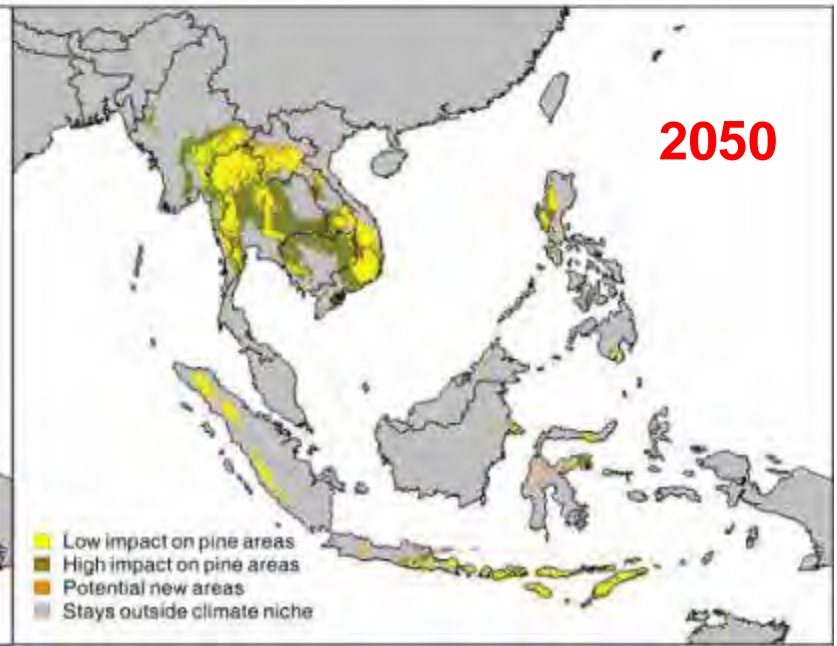 2050
Low impact on pine areas
High impact on pine areas
Potential new areas
Stays outside climate niche